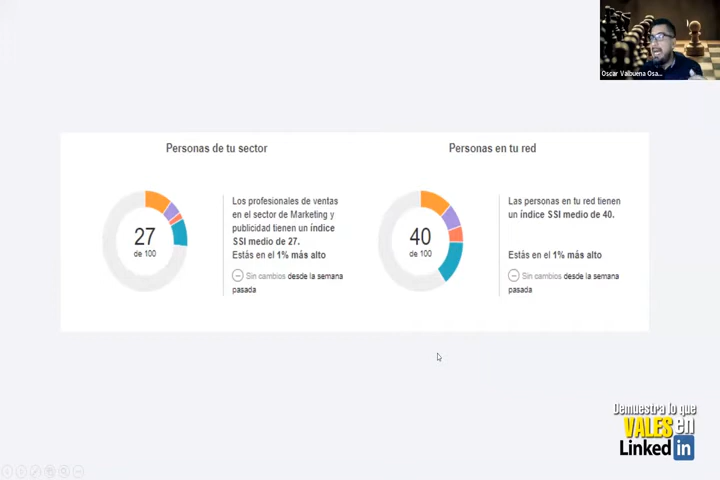 Oscar Valbuena Osa...
Personas de tu sector
27
de 100
Los profesionales de ventas
en el sector de Marketing y
publicidad tienen un índice
SSI medio de 27.
Estás en el 1% más alto
Sin cambios desde la semana
pasada
Personas en tu red
40
de 100
Las personas en tu red tienen
un índice SSI medio de 40.
Estás en el 1% más alto
Sin cambios desde la semana
pasada
Demuestra lo que
VALES en
Linked in